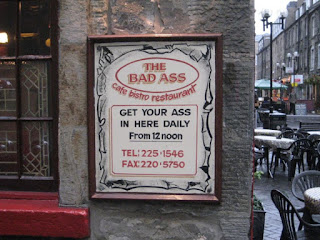 THE
BAD ASS
cafe bistro restaurant
GET YOUR ASS
IN HERE DAILY
From 12 noon
TEL: 225·1546
FAX: 220·5750